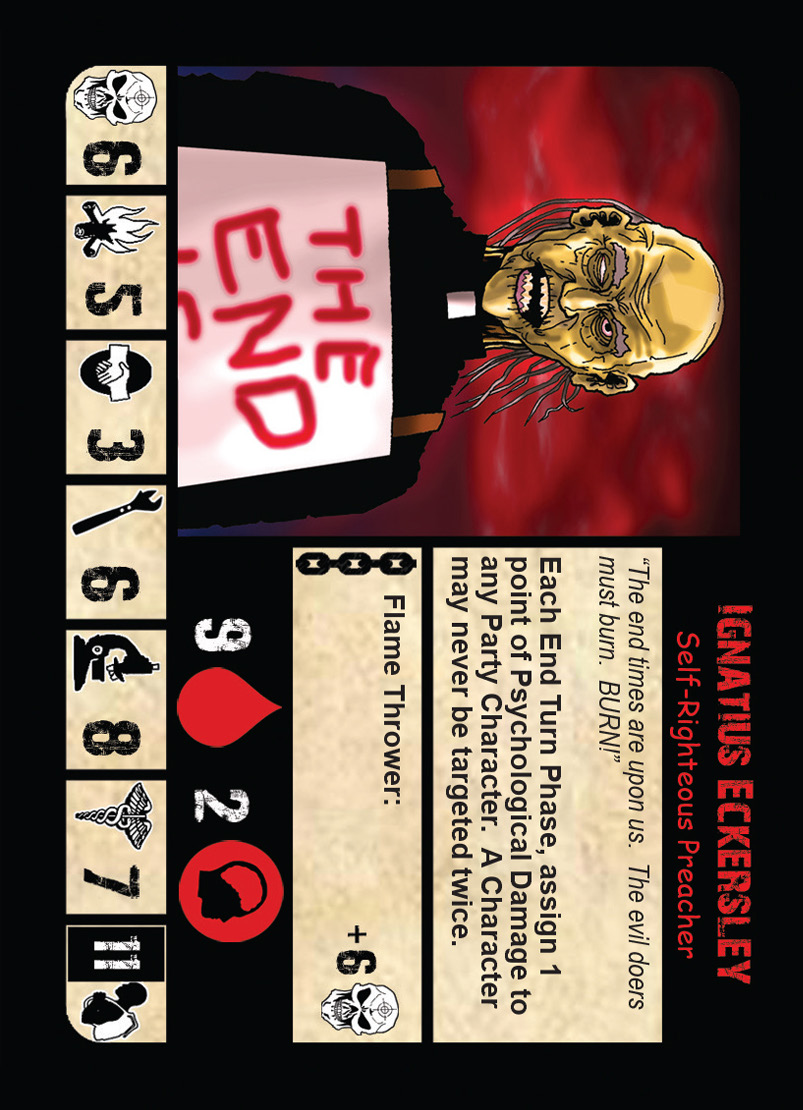 IGNATIUS ECKERSLEY
Self-Righteous Preacher
"The end times are upon us. The evil doers
must burn. BURN!"
Each End Turn Phase, assign 1
point of Psychological Damage to
any Party Character. A Character
may never be targeted twice.
Flame Thrower: +6
9 2
THE
END
6 5 3 6 8 7 11